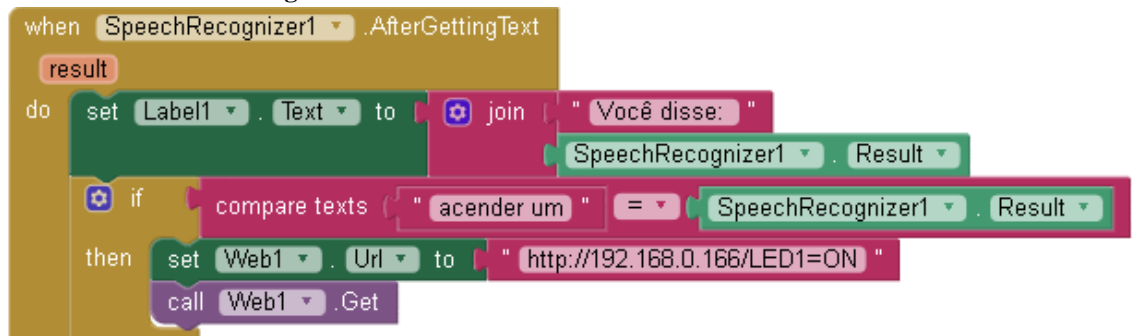 when SpeechRecognizer1 .AfterGettingText
result
do set Label1 . Text to join " Você disse: "
SpeechRecognizer1 . Result
if compare texts " acender um " = SpeechRecognizer1 . Result
then set Web1 . Url to " http://192.168.0.166/LED1=ON "
call Web1 .Get